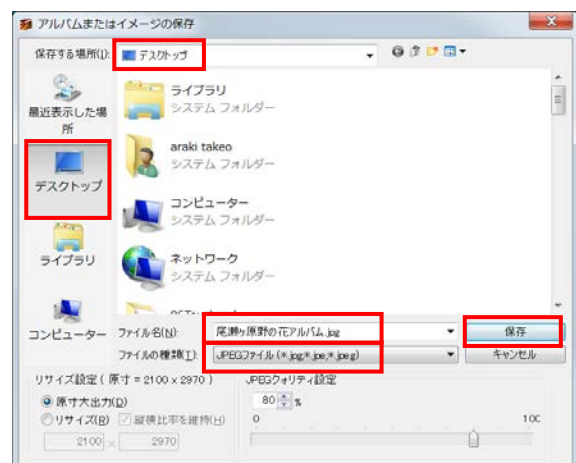 アルバムまたはイメージの保存
保存する場所(I): デスクトップ
最近表示した場所
デスクトップ
ライブラリ
コンピューター
ライブラリ
システム フォルダー
araki takeo
システム フォルダー
コンピューター
システム フォルダー
ネットワーク
システム フォルダー
ファイル名(N): 尾瀬ヶ原野の花アルバム.jpg 保存
ファイルの種類(T): JPEGファイル (*.jpg*.jpe,*.jpeg) キャンセル
リサイズ設定 ( 原寸 = 2100 x 2970 )
原寸大出力(O)
リサイズ(R) 縦横比率を維持(H)
2100 x 2970
JPEGクォリティ設定
80 %
0 100